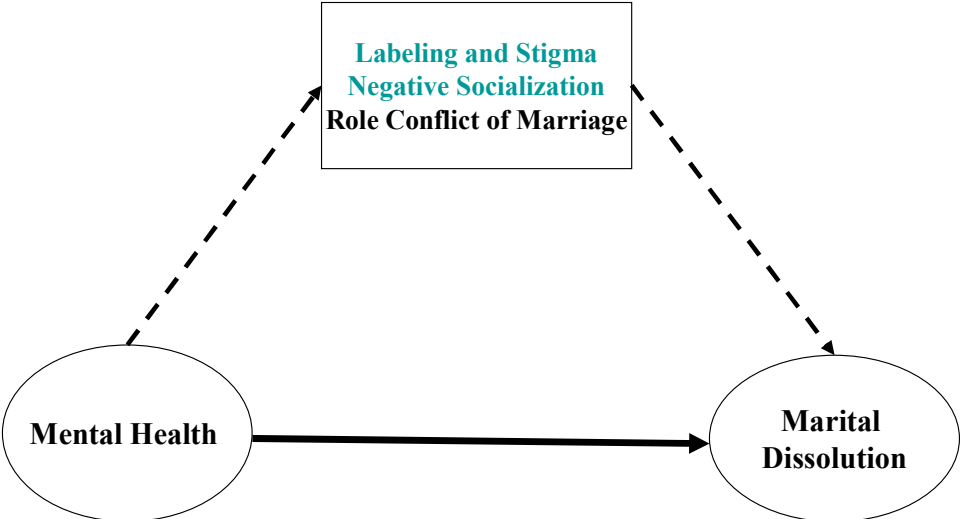 Labeling and Stigma
Negative Socialization
Role Conflict of Marriage
Mental Health
Marital
Dissolution